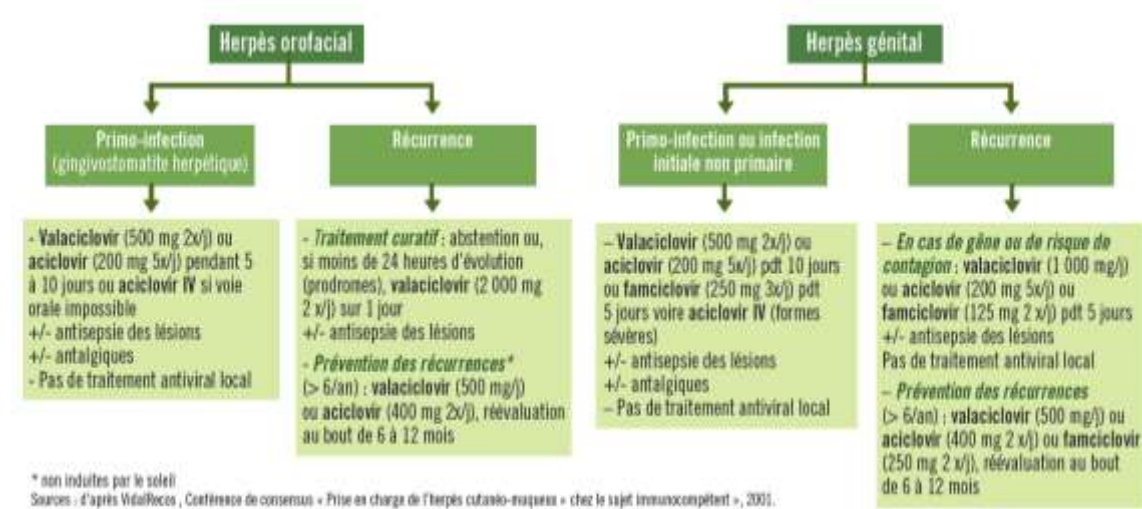 Herpès orofacial
Primo-infection
(gingivostomatite herpétique)
- Valaciclovir (500 mg 2x/j) ou
aciclovir (200 mg 5x/j) pendant 5
à 10 jours ou aciclovir IV si voie
orale impossible
+/- antisepsie des lésions
+/- antalgiques
- Pas de traitement antiviral local
Récurrence
- Traitement curatif : abstention ou,
si moins de 24 heures d'évolution
(prodromes), valaciclovir (2 000 mg
2 x/j) sur 1 jour
+/- antisepsie des lésions
- Prévention des récurrences*
(> 6/an) : valaciclovir (500 mg/j)
ou aciclovir (400 mg 2x/j), réévaluation
au bout de 6 à 12 mois
Herpès génital
Primo-infection ou infection
initiale non primaire
– Valaciclovir (500 mg 2x/j) ou
aciclovir (200 mg 5x/j) pdt 10 jours
ou famciclovir (250 mg 3x/j) pdt
5 jours voire aciclovir IV (formes
sévères)
+/- antisepsie des lésions
+/- antalgiques
– Pas de traitement antiviral local
Récurrence
– En cas de gêne ou de risque de
contagion : valaciclovir (1 000 mg/j)
ou aciclovir (200 mg 5x/j) ou
famciclovir (125 mg 2 x/j) pdt 5 jours
+/- antisepsie des lésions
Pas de traitement antiviral local
– Prévention des récurrences
(> 6/an) : valaciclovir (500 mg/j) ou
aciclovir (400 mg 2 x/j) ou famciclovir
(250 mg 2 x/j), réévaluation au bout
de 6 à 12 mois
* non induites par le soleil
Sources : d'après VidalRecos , Conférence de consensus « Prise en charge de l'herpès cutanéo-muqueux » chez le sujet immunocompétent », 2001.